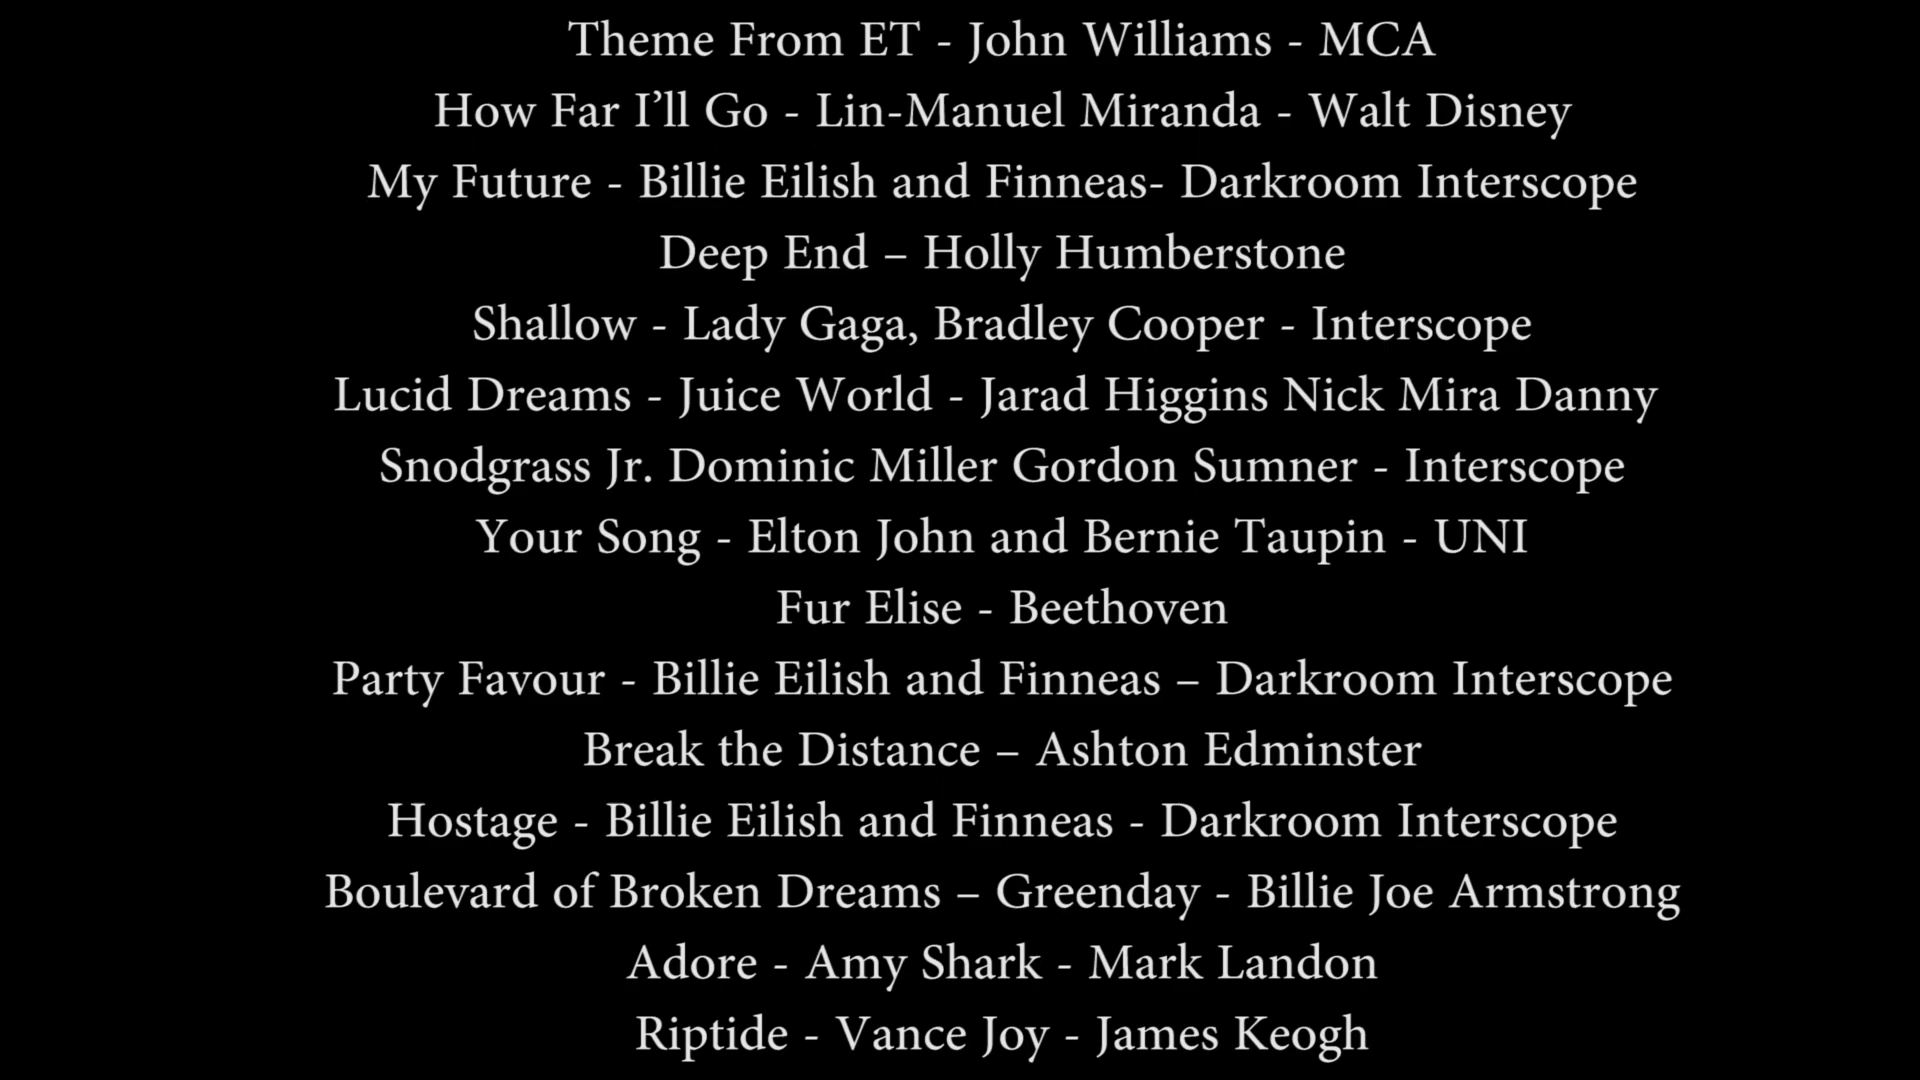 Theme From ET - John Williams - MCA
How Far I’ll Go - Lin-Manuel Miranda - Walt Disney
My Future - Billie Eilish and Finneas- Darkroom Interscope
Deep End – Holly Humberstone
Shallow - Lady Gaga, Bradley Cooper - Interscope
Lucid Dreams - Juice World - Jarad Higgins Nick Mira Danny
Snodgrass Jr. Dominic Miller Gordon Sumner - Interscope
Your Song - Elton John and Bernie Taupin - UNI
Fur Elise - Beethoven
Party Favour - Billie Eilish and Finneas – Darkroom Interscope
Break the Distance – Ashton Edminster
Hostage - Billie Eilish and Finneas - Darkroom Interscope
Boulevard of Broken Dreams – Greenday - Billie Joe Armstrong
Adore - Amy Shark - Mark Landon
Riptide - Vance Joy - James Keogh